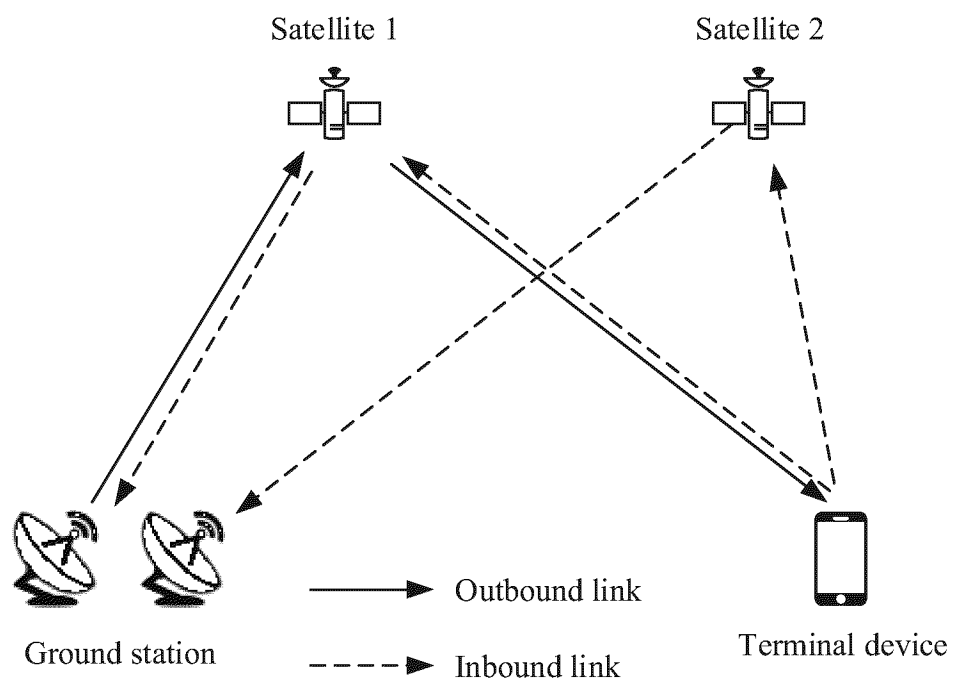 Satellite 1
Satellite 2
Outbound link
Ground station
Inbound link
Terminal device